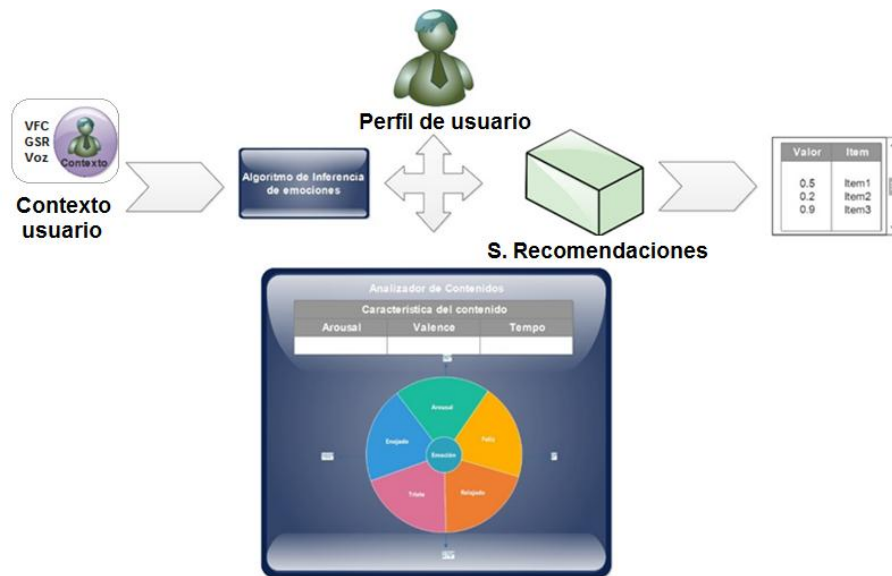 Perfil de usuario
VFC
GSR
Voz
Contexto
Contexto
usuario
Algoritmo de Inferencia
de emociones
S. Recomendaciones
Valor Item
0.5 Item1
0.2 Item2
0.9 Item3
Analizador de Contenidos
Característica del contenido
Arousal Valence Tempo
Arousal
Enojado
Feliz
Emoción
Triste
Relajado